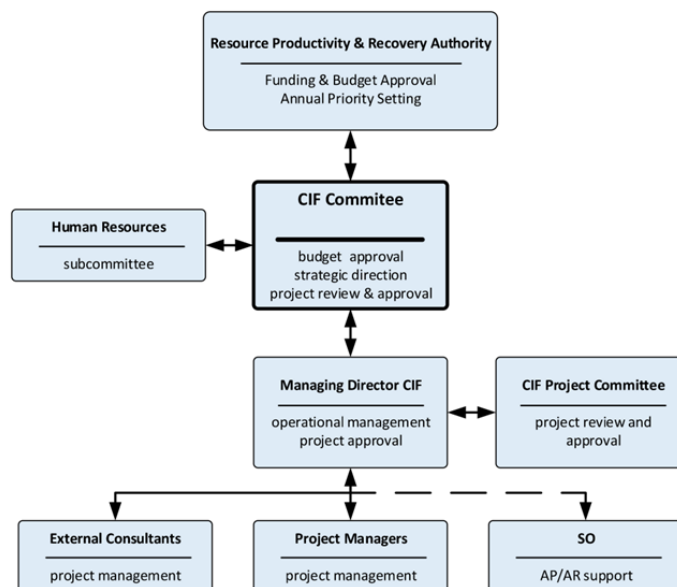 Resource Productivity & Recovery Authority
Funding & Budget Approval
Annual Priority Setting
CIF Commitee
budget approval
strategic direction
project review & approval
Human Resources
subcommittee
Managing Director CIF
operational management
project approval
CIF Project Committee
project review and
approval
External Consultants
project management
Project Managers
project management
SO
AP/AR support